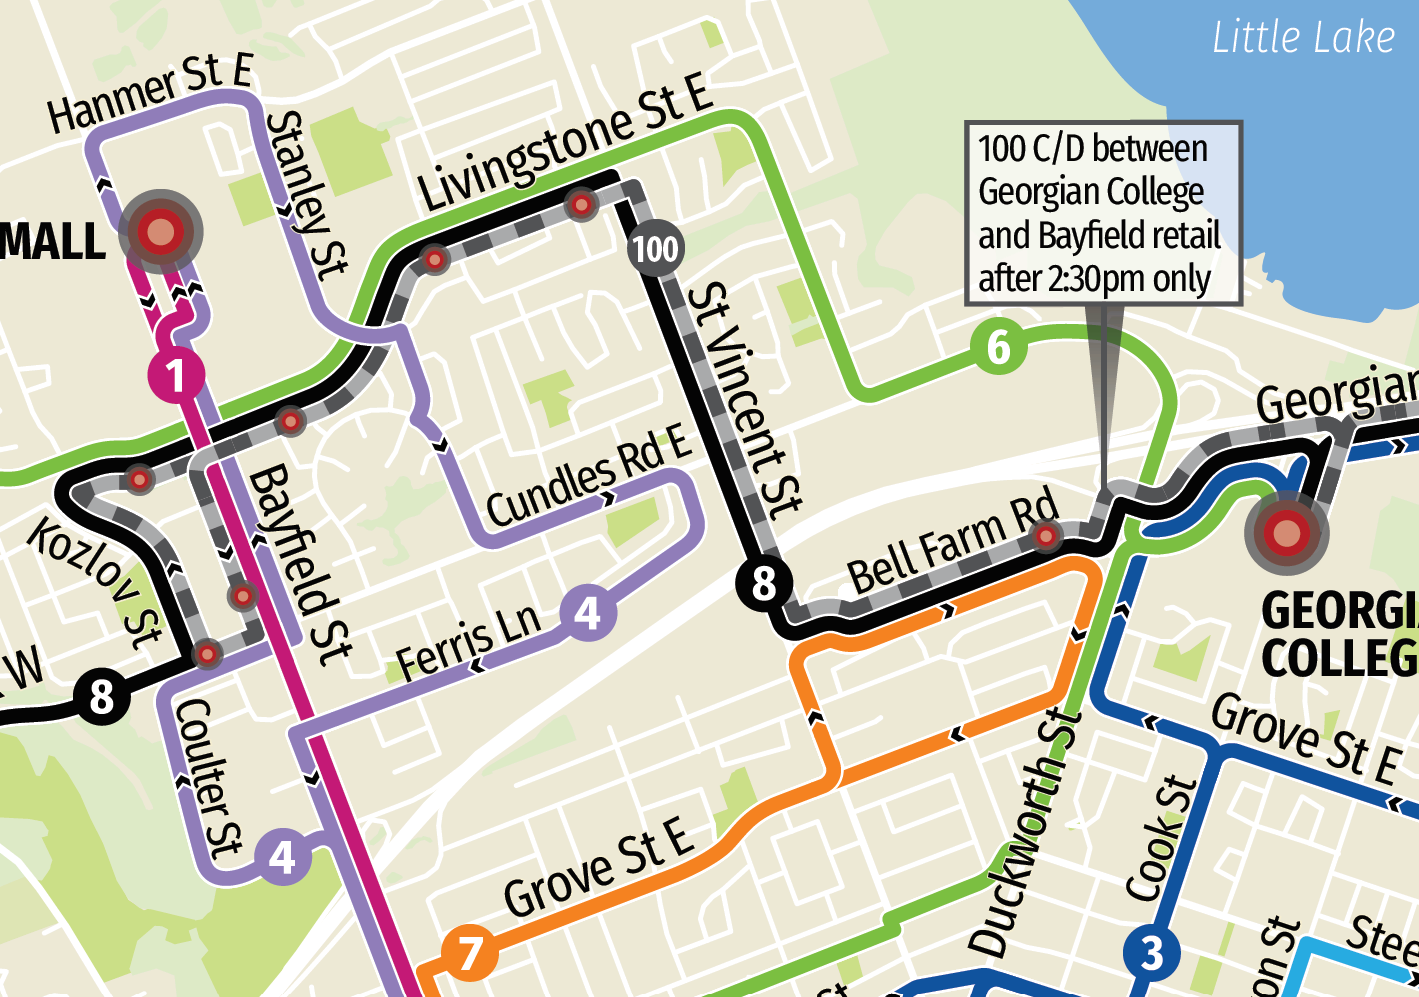 Little Lake
Hanmer St E
Stanley St
Livingstone St E
100 C/D between
Georgian College
and Bayfield retail
after 2:30pm only
MALL
100
St Vincent St
6
1
Georgian
Bayfield St
Cundles Rd E
Kozlov St
Bell Farm Rd
8
4
Ferris Ln
GEORGI
COLLEG
W
8
Coulter St
Grove St E
Duckworth St
Cook St
4
Grove St E
7
3
on St
Stee
St